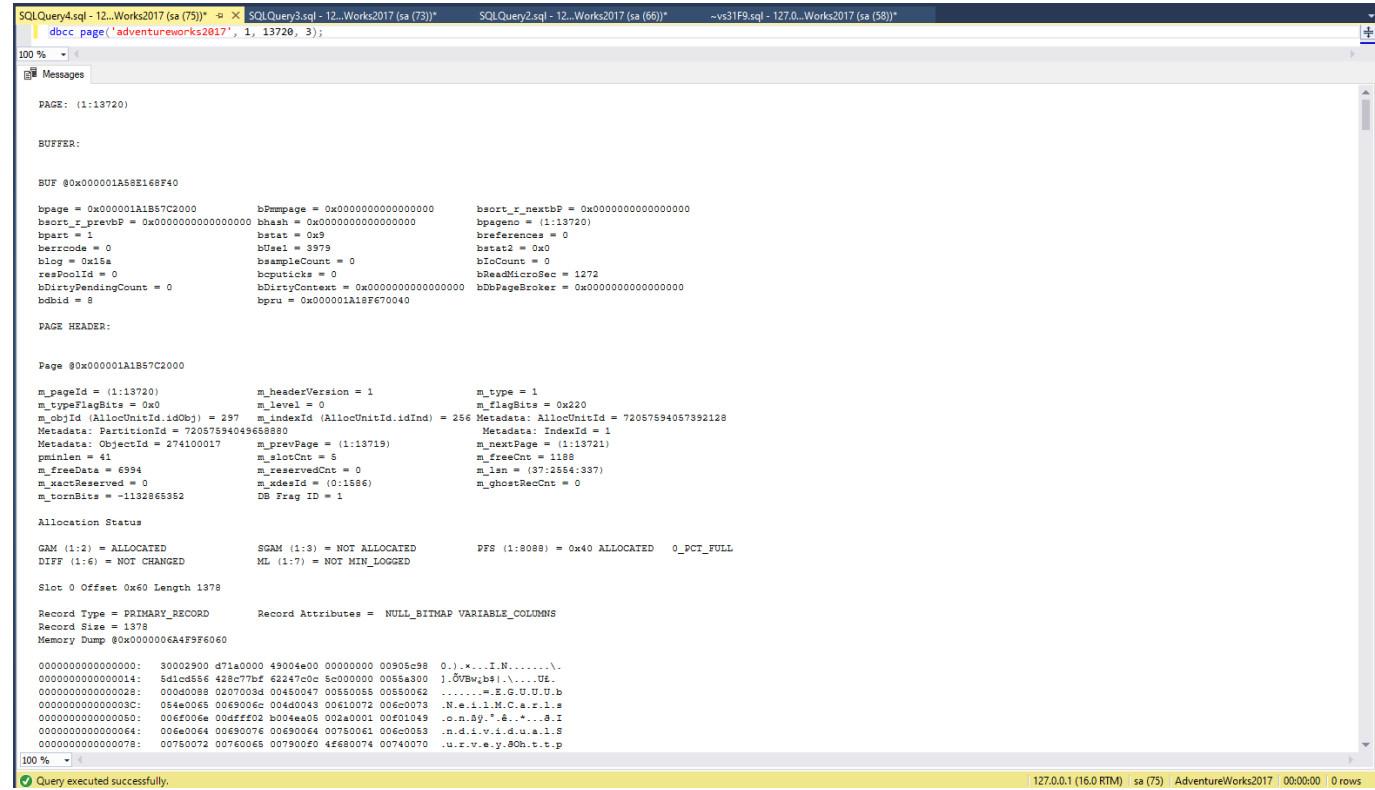 SQLQuery4.sql - 12...Works2017 (sa (75))* SQLQuery3.sql - 12...Works2017 (sa (73))* SQLQuery2.sql - 12...Works2017 (sa (66))* ~vs31F9.sql - 127.0...Works2017 (sa (58))*
dbcc page('adventureworks2017', 1, 13720, 3);
100 %
Messages
PAGE: (1:13720)
BUFFER:
BUF @0x000001A58E168F40
bpage = 0x000001A1B57C2000 bPmmpage = 0x0000000000000000 bsort_r_nextbP = 0x0000000000000000
bsort_r_prevbP = 0x0000000000000000 bhash = 0x0000000000000000 bpageno = (1:13720)
bpart = 1 bstat = 0x9 breferences = 0
berrcode = 0 bUse1 = 3979 bstat2 = 0x0
blog = 0x15a bsampleCount = 0 bIoCount = 0
resPoolId = 0 bcputicks = 0 bReadMicroSec = 1272
bDirtyPendingCount = 0 bDirtyContext = 0x0000000000000000 bDbPageBroker = 0x0000000000000000
bdbid = 8 bpru = 0x000001A18F670040
PAGE HEADER:
Page @0x000001A1B57C2000
m_pageId = (1:13720) m_headerVersion = 1 m_type = 1
m_typeFlagBits = 0x0 m_level = 0 m_flagBits = 0x220
m_objId (AllocUnitId.idObj) = 297 m_indexId (AllocUnitId.idInd) = 256 Metadata: AllocUnitId = 72057594057392128
Metadata: PartitionId = 72057594049658880 Metadata: IndexId = 1
Metadata: ObjectId = 274100017 m_prevPage = (1:13719) m_nextPage = (1:13721)
pminlen = 41 m_slotCnt = 5 m_freeCnt = 1188
m_freeData = 6994 m_reservedCnt = 0 m_lsn = (37:2554:337)
m_xactReserved = 0 m_xdesId = (0:1586) m_ghostRecCnt = 0
m_tornBits = -1132865352 DB Frag ID = 1
Allocation Status
GAM (1:2) = ALLOCATED SGAM (1:3) = NOT ALLOCATED PFS (1:8088) = 0x40 ALLOCATED 0_PCT_FULL
DIFF (1:6) = NOT CHANGED ML (1:7) = NOT MIN_LOGGED
Slot 0 Offset 0x60 Length 1378
Record Type = PRIMARY_RECORD Record Attributes = NULL_BITMAP VARIABLE_COLUMNS
Record Size = 1378
Memory Dump @0x0000006A4F9F6060
0000000000000000: 30002900 d71a0000 49004e00 00000000 00905c98 0.).×...I.N.......\.
0000000000000014: 5d1cd556 428c77bf 62247c0c 5c000000 0055a300 ].ÕVBw¿b$|.\....U£.
0000000000000028: 000d0088 0207003d 00450047 00550055 00550062 .......=.E.G.U.U.U.b
000000000000003C: 054e0065 0069006c 004d0043 00610072 006c0073 .N.e.i.l.M.C.a.r.l.s
0000000000000050: 006f006e 00dfff02 b004ea05 002a0001 00f01049 .o.n.ßÿ.°.ê..*...ð.I
0000000000000064: 006e0064 00690076 00690064 00750061 006c0053 .n.d.i.v.i.d.u.a.l.S
0000000000000078: 00750072 00760065 007900f0 4f680074 00740070 .u.r.v.e.y.ðOh.t.t.p
100 %
Query executed successfully. 127.0.0.1 (16.0 RTM) sa (75) AdventureWorks2017 00:00:00 0 rows